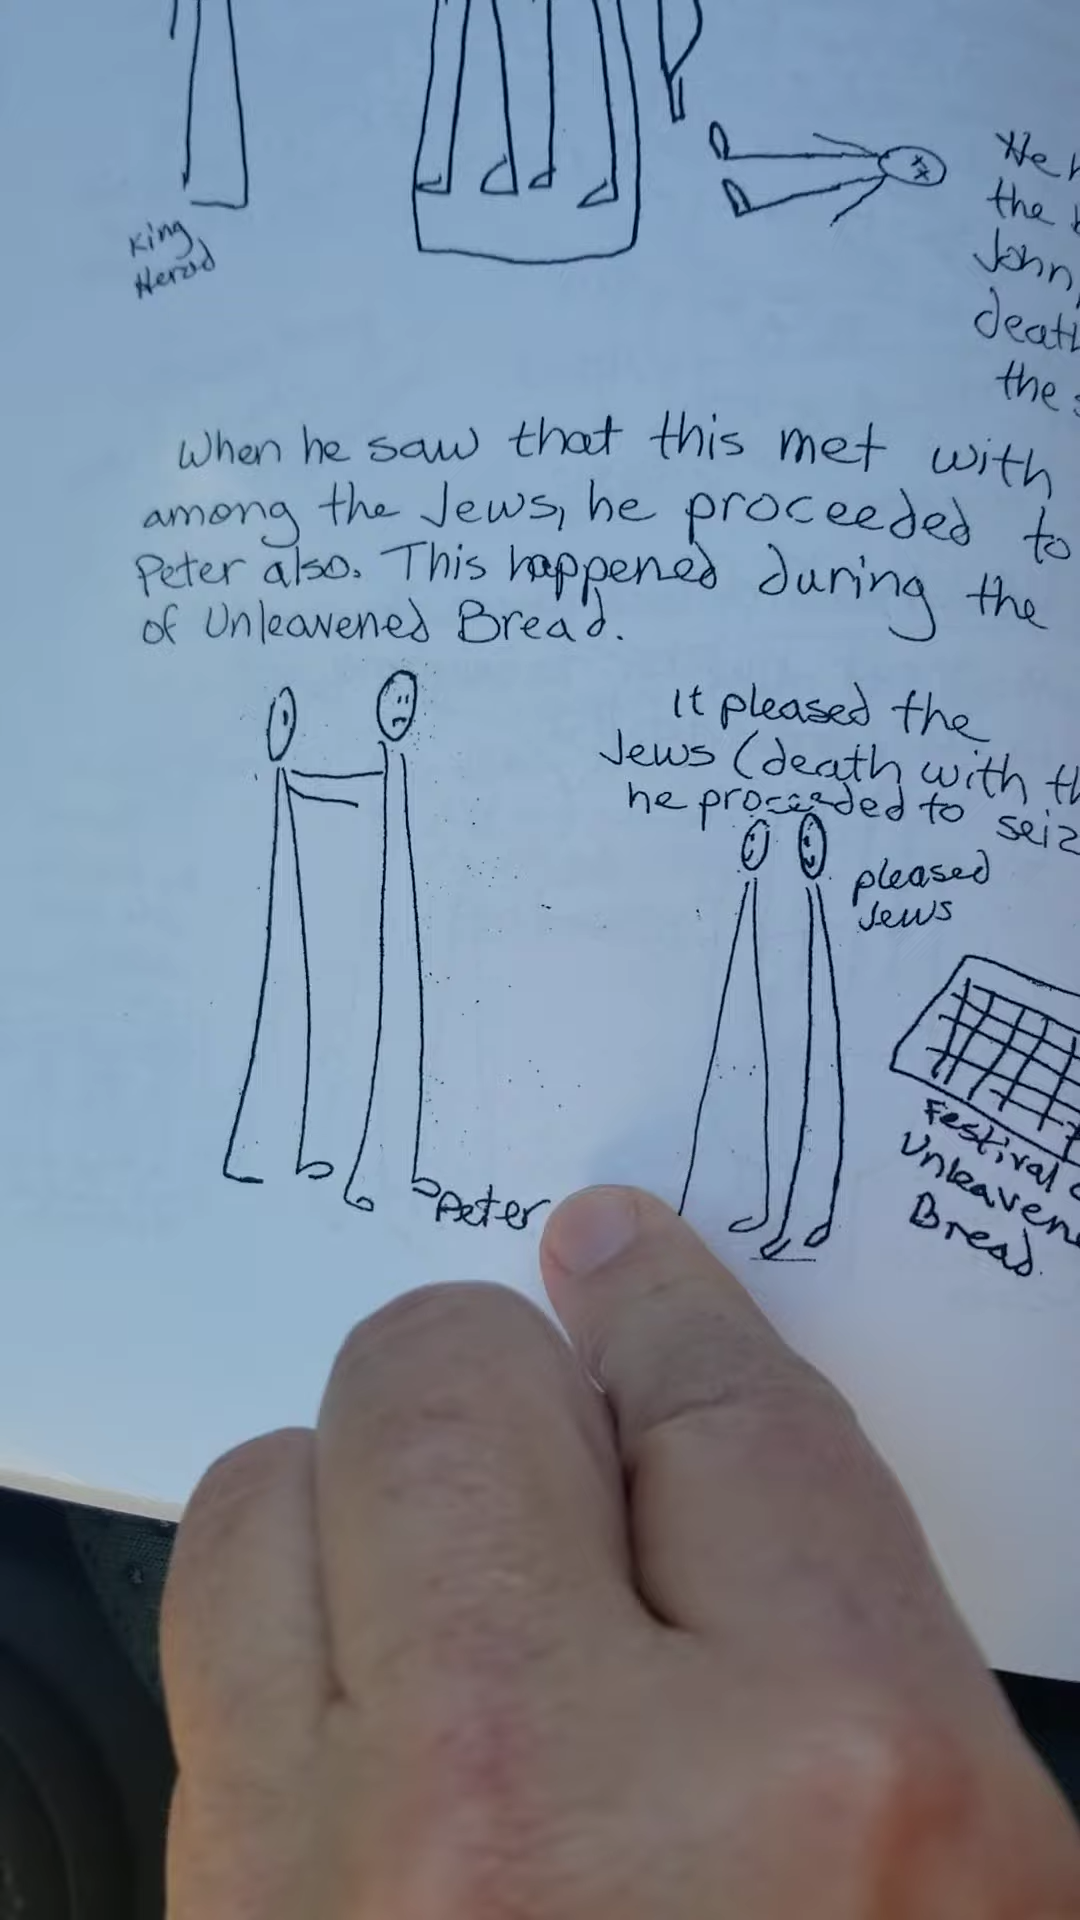 King
Herod
He
the
John,
death
the
When he saw that this met with
among the Jews, he proceeded to
Peter also. This happened during the
of Unleavened Bread.
It pleased the
Jews (death with th
he proceeded to seiz
pleased
Jews
Peter
Festival
Unleaven
Bread.